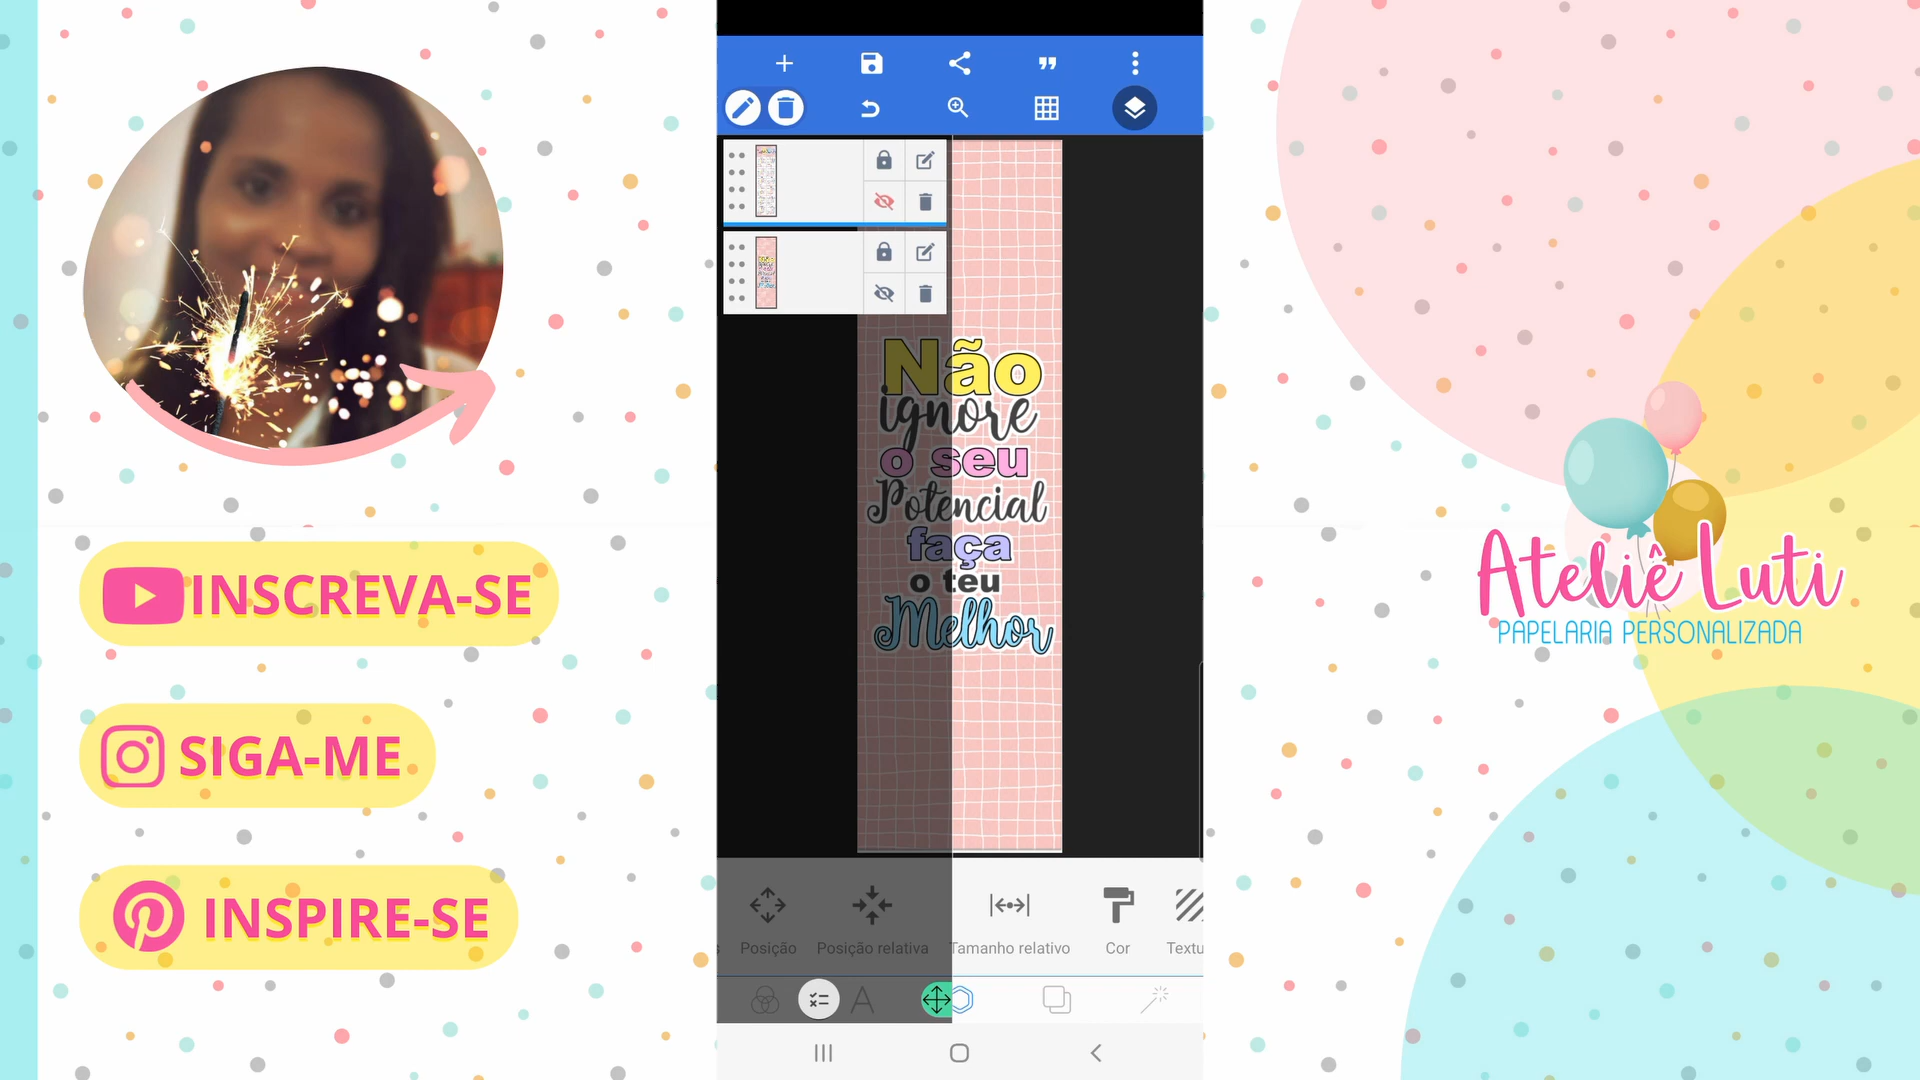 INSCREVA-SE
SIGA-ME
INSPIRE-SE
Não
ignore
o seu
Potencial
faça
o teu
Melhor
Posição
Posição relativa
Tamanho relativo
Cor
Textu
A
Ateliê Luti
PAPELARIA PERSONALIZADA